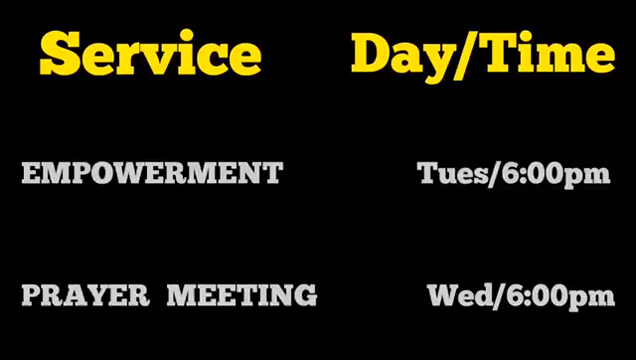 Service Day/Time
EMPOWERMENT Tues/6:00pm
PRAYER MEETING Wed/6:00pm